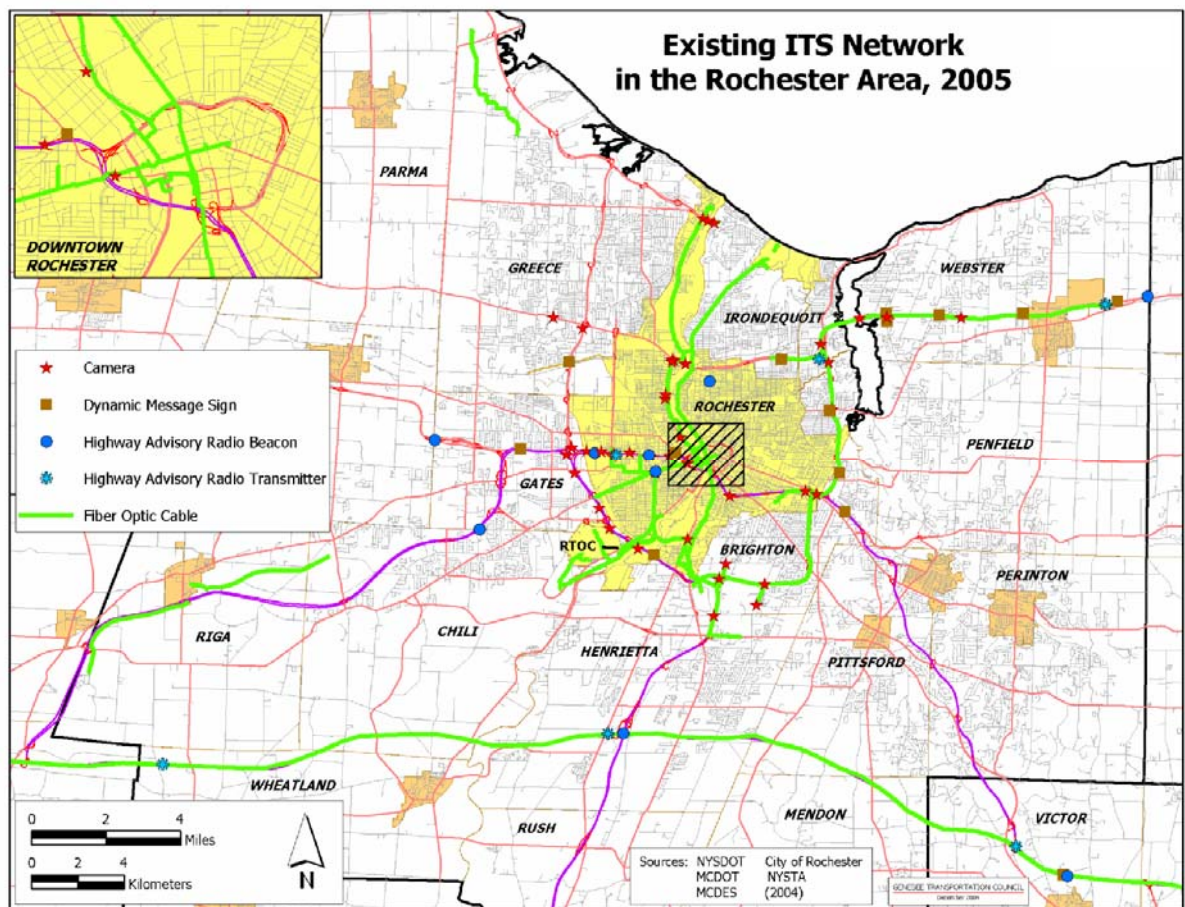 Existing ITS Network
in the Rochester Area, 2005
DOWNTOWN
ROCHESTER
PARMA
GREECE
WEBSTER
IRONDEQUOIT
ROCHESTER
PENFIELD
Camera
Dynamic Message Sign
Highway Advisory Radio Beacon
Highway Advisory Radio Transmitter
Fiber Optic Cable
GATES
RTOC
BRIGHTON
PERINTON
RIGA
CHILI
HENRIETTA
PITTSFORD
WHEATLAND
RUSH
MENDON
VICTOR
0 2 4
Miles
0 2 4
Kilometers
N
Sources: NYSDOT City of Rochester
MCDOT NYSTA
MCDES (2004)
GENESEE TRANSPORTATION COUNCIL